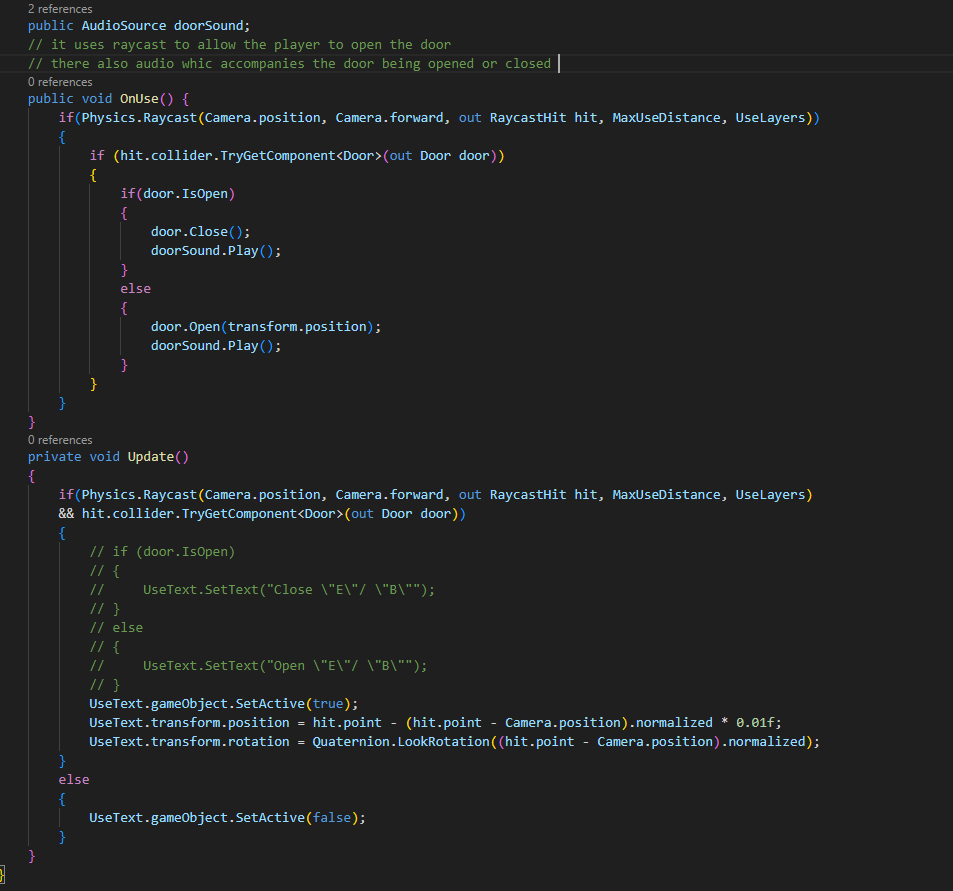 2 references
public AudioSource doorSound;
// it uses raycast to allow the player to open the door
// there also audio whic accompanies the door being opened or closed
0 references
public void OnUse() {
if(Physics.Raycast(Camera.position, Camera.forward, out RaycastHit hit, MaxUseDistance, UseLayers))
{
if (hit.collider.TryGetComponent<Door>(out Door door))
{
if(door.IsOpen)
{
door.Close();
doorSound.Play();
}
else
{
door.Open(transform.position);
doorSound.Play();
}
}
}
}
0 references
private void Update()
{
if(Physics.Raycast(Camera.position, Camera.forward, out RaycastHit hit, MaxUseDistance, UseLayers)
&& hit.collider.TryGetComponent<Door>(out Door door))
{
// if (door.IsOpen)
// {
//     UseText.SetText("Close \"E\"/ \"B\"");
// }
// else
// {
//     UseText.SetText("Open \"E\"/ \"B\"");
// }
UseText.gameObject.SetActive(true);
UseText.transform.position = hit.point - (hit.point - Camera.position).normalized * 0.01f;
UseText.transform.rotation = Quaternion.LookRotation((hit.point - Camera.position).normalized);
}
else
{
UseText.gameObject.SetActive(false);
}
}
}